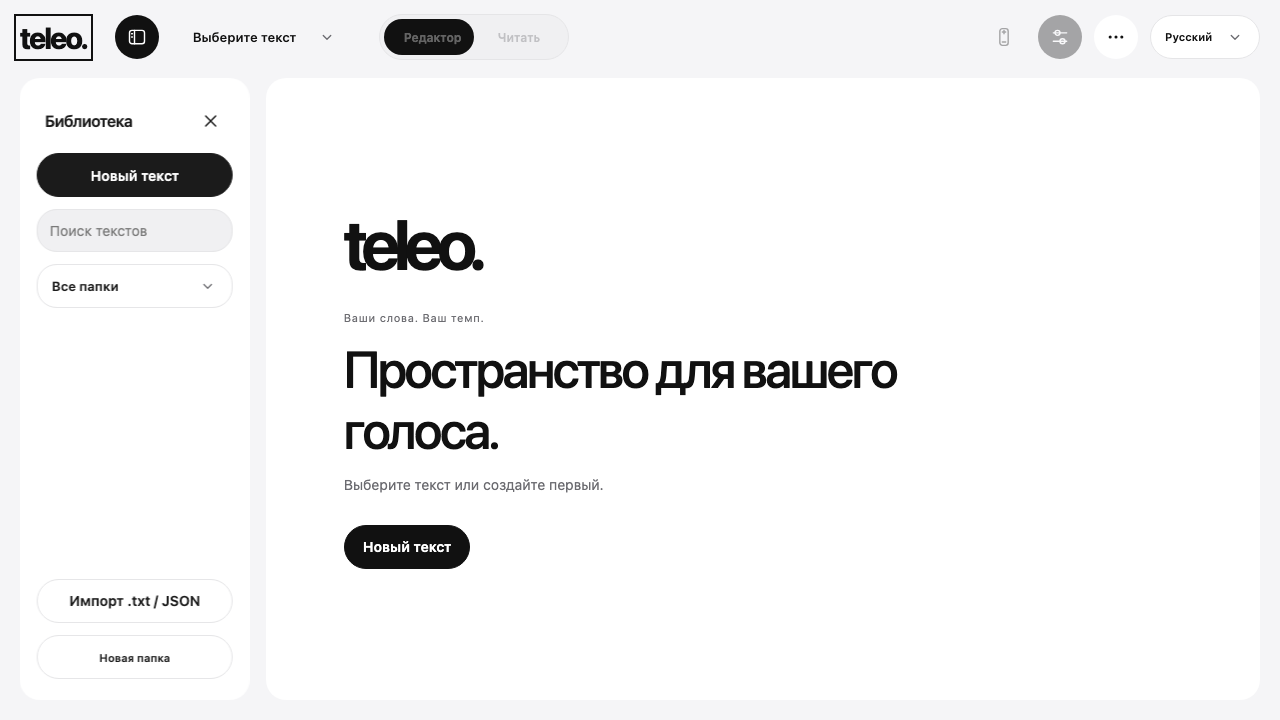 teleo.
Выберите текст
Редактор
Читать
Русский
Библиотека
Новый текст
Поиск текстов
Все папки
Импорт .txt / JSON
Новая папка
teleo.
Ваши слова. Ваш темп.
Пространство для вашего
голоса.
Выберите текст или создайте первый.
Новый текст